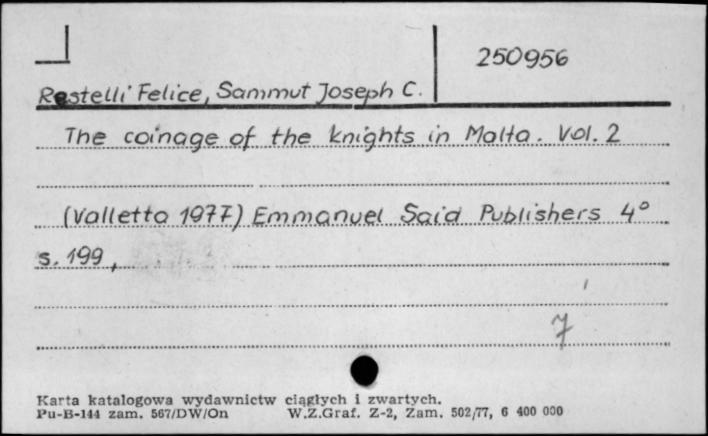 250956
Restelli Felice, Sammut Joseph C.
The coinage of the knights in Malta. Vol. 2
(Valletta 1977) Emmanuel Said Publishers 4°
s. 199,
7
Karta katalogowa wydawnictw ciągłych i zwartych.
Pu-B-144 zam. 567/DW/On W.Z.Graf. Z-2, Zam. 502/77, 6 400 000